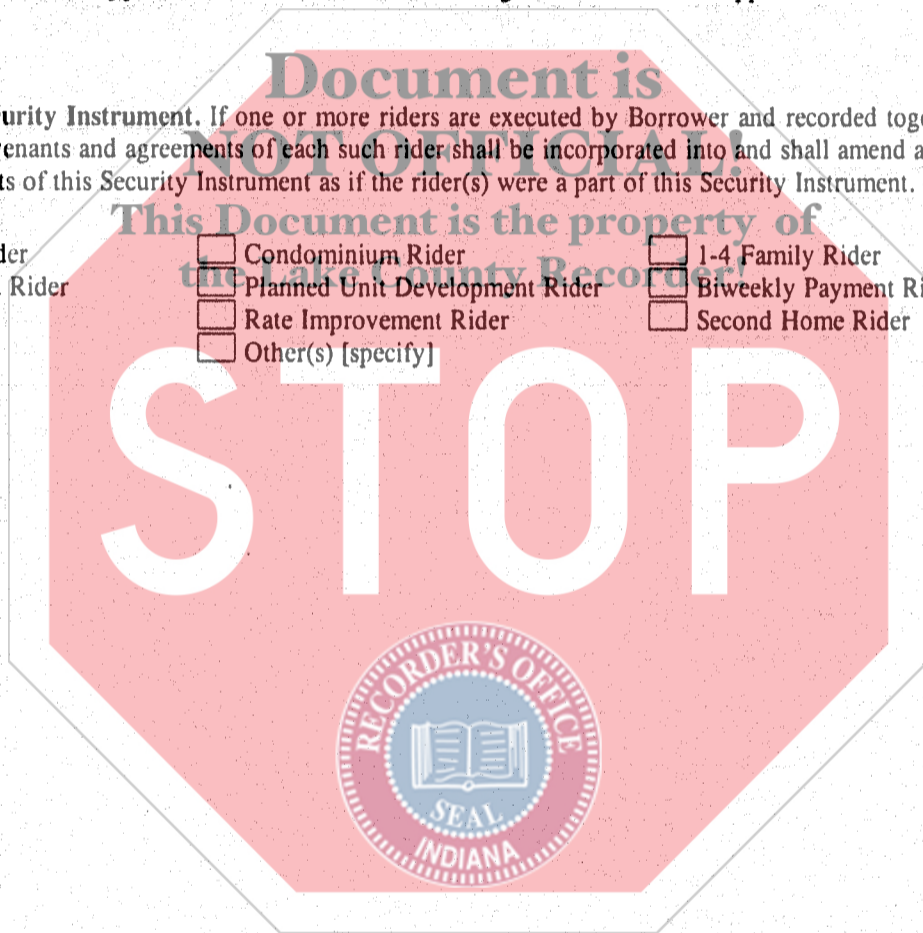 Document is
urity Instrument. If one or more riders are executed by Borrower and recorded toge
NOT OFFICIAL!
enants and agreements of each such rider shall be incorporated into and shall amend a
ts of this Security Instrument as if the rider(s) were a part of this Security Instrument.
This Document is the property of
the Lake County Recorder!
der Condominium Rider 1-4 Family Rider
Rider Planned Unit Development Rider Biweekly Payment Ri
Rate Improvement Rider Second Home Rider
Other(s) [specify]
STOP
RECORDER'S OFFICE
SEAL
INDIANA